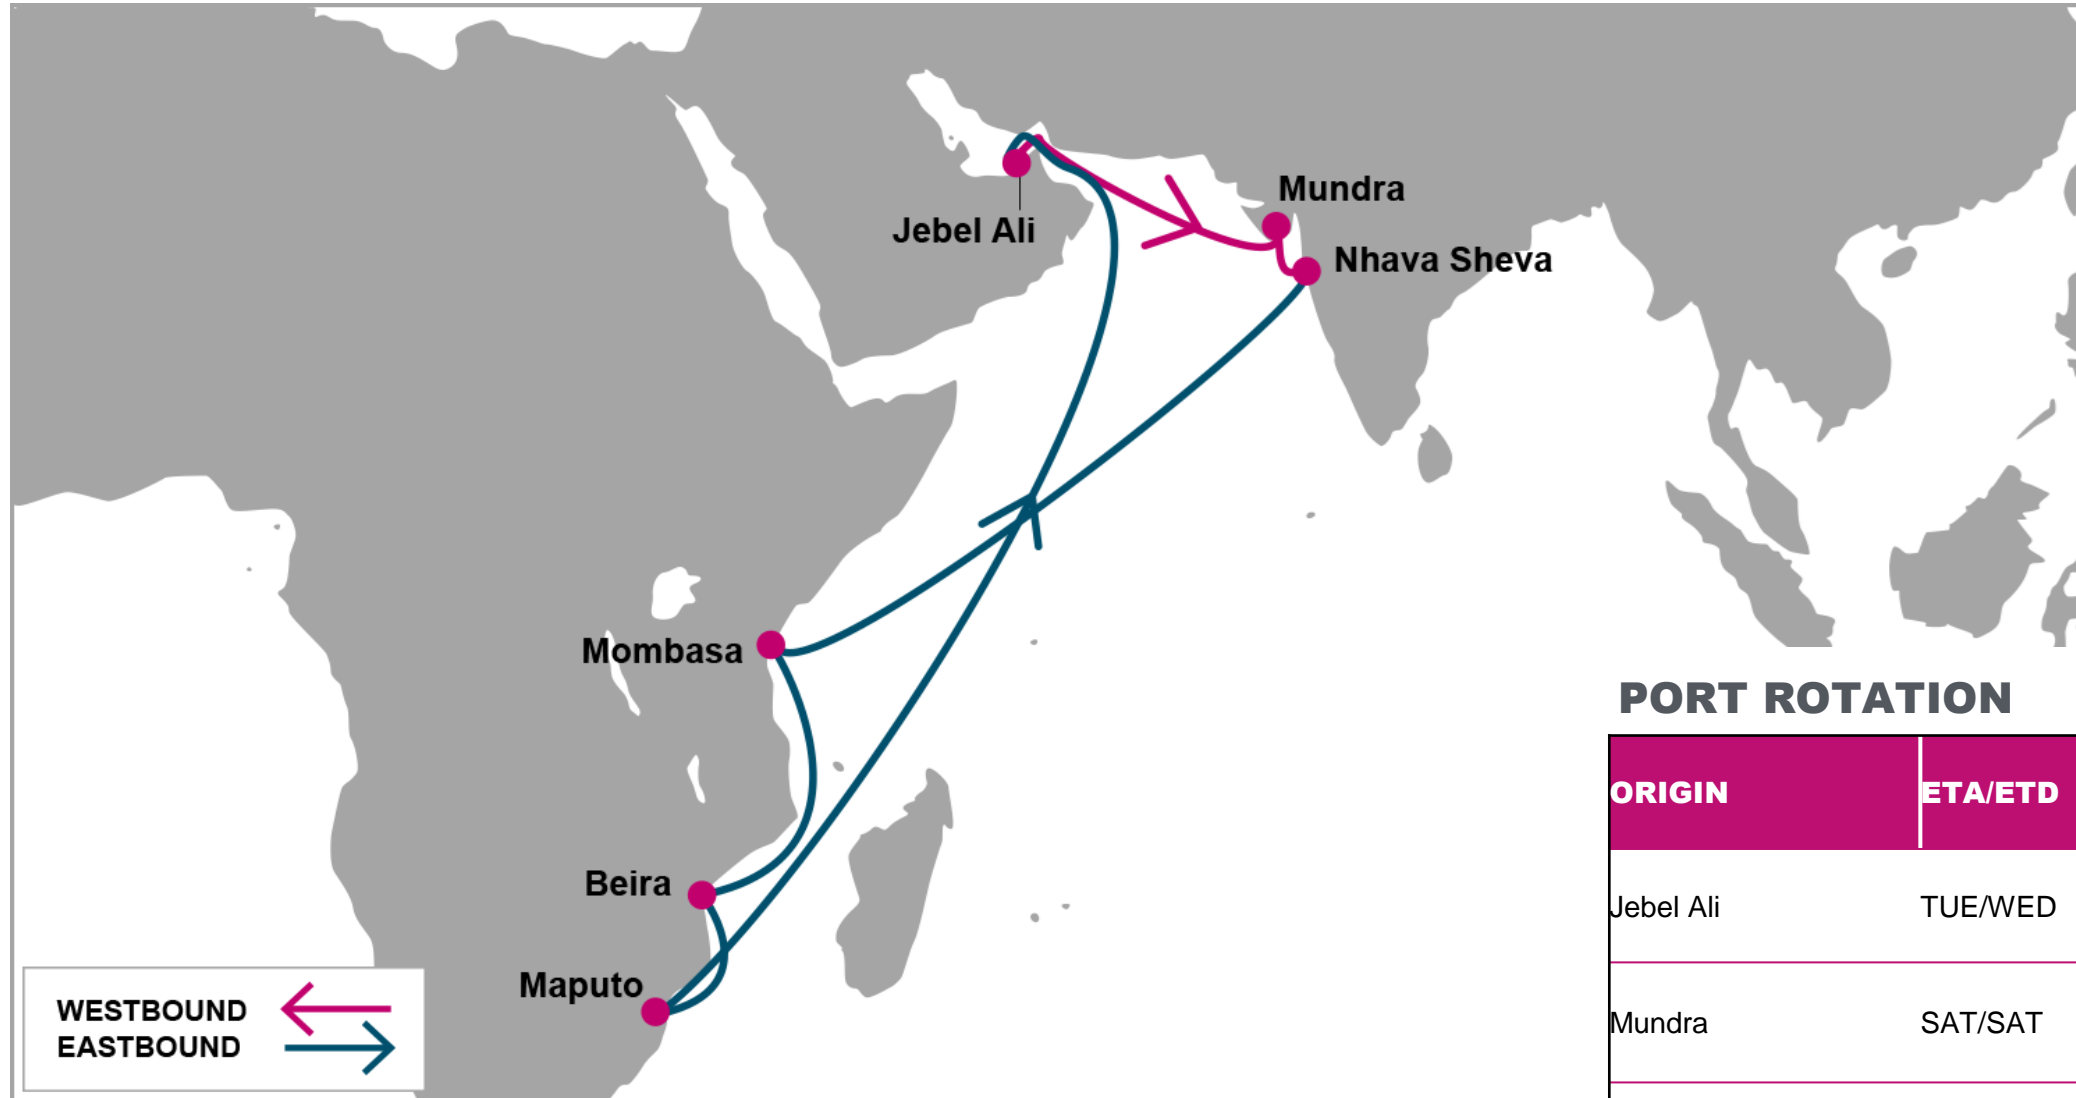 Mundra
Jebel Ali
Nhava Sheva
Mombasa
Beira
Maputo
WESTBOUND
EASTBOUND
PORT ROTATION
ORIGIN ETA/ETD
Jebel Ali TUE/WED
Mundra SAT/SAT